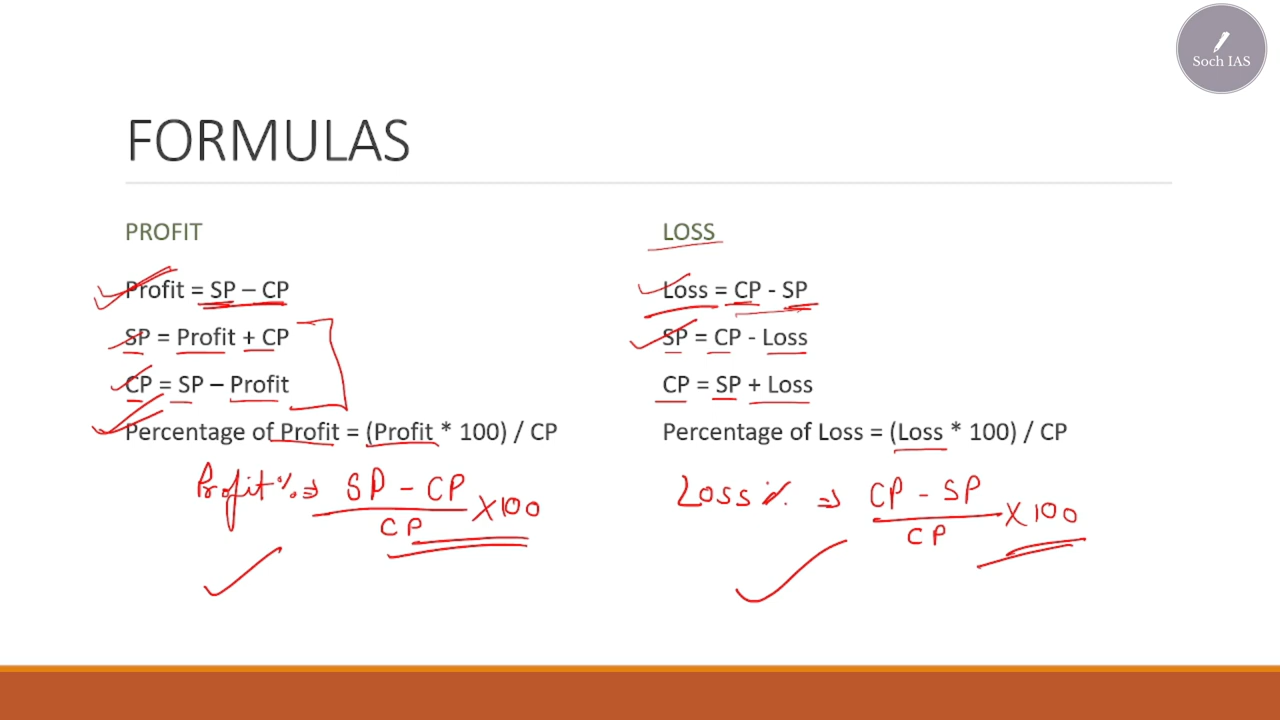 Soch IAS
FORMULAS
PROFIT
Profit = SP – CP
SP = Profit + CP
CP = SP – Profit
Percentage of Profit = (Profit * 100) / CP
Profit % ⇒ SP - CP
CP
X 100
LOSS
Loss = CP - SP
SP = CP - Loss
CP = SP + Loss
Percentage of Loss = (Loss * 100) / CP
Loss % ⇒ CP - SP
CP
X 100